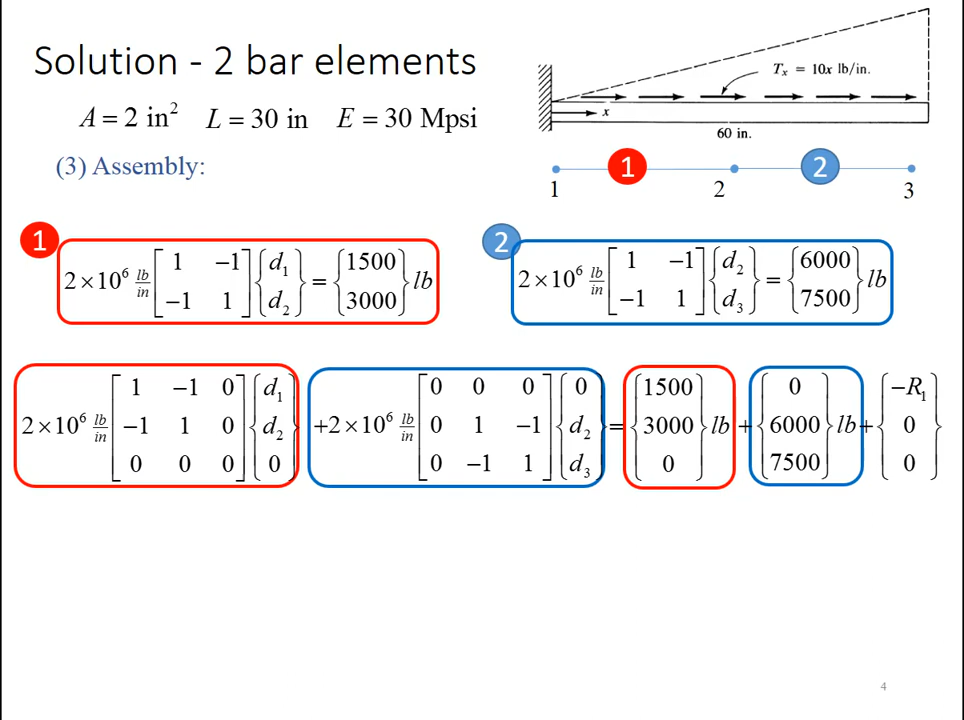 Solution - 2 bar elements
A = 2 in² L = 30 in E = 30 Mpsi
(3) Assembly:
Tₓ = 10x lb/in.
x
60 in.
1 2
1 2 3
1
2×10⁶ lb/in [1 −1; −1 1] {d₁; d₂} = {1500; 3000} lb
2
2×10⁶ lb/in [1 −1; −1 1] {d₂; d₃} = {6000; 7500} lb
2×10⁶ lb/in [1 −1 0; −1 1 0; 0 0 0] {d₁; d₂; 0} +2×10⁶ lb/in [0 0 0; 0 1 −1; 0 −1 1] {0; d₂; d₃} = {1500; 3000; 0} lb + {0; 6000; 7500} lb + {−R₁; 0; 0}
4